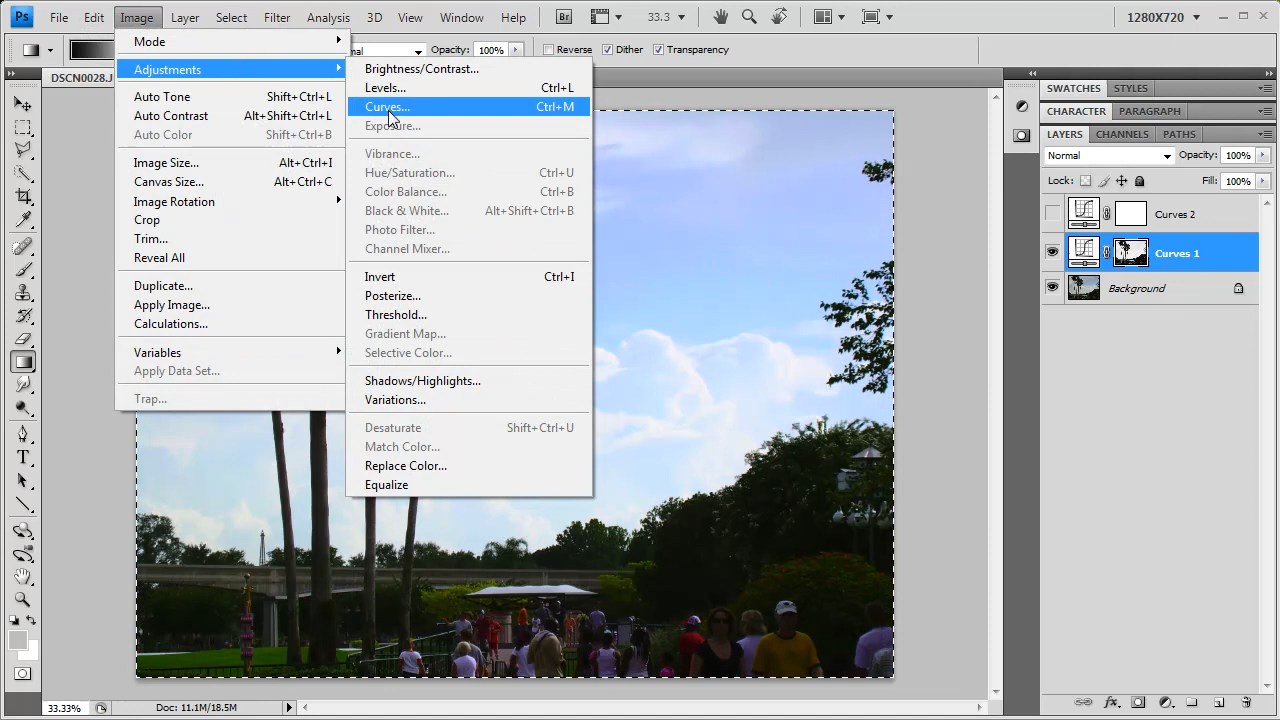 Ps File Edit Image Layer Select Filter Analysis 3D View Window Help Br 33.3 1280X720
Opacity: 100% Reverse Dither Transparency
DSCN0028.J
Mode
Adjustments
Auto Tone Shift+Ctrl+L
Auto Contrast Alt+Shift+Ctrl+L
Auto Color Shift+Ctrl+B
Image Size... Alt+Ctrl+I
Canvas Size... Alt+Ctrl+C
Image Rotation
Crop
Trim...
Reveal All
Duplicate...
Apply Image...
Calculations...
Variables
Apply Data Set...
Trap...
Brightness/Contrast...
Levels... Ctrl+L
Curves... Ctrl+M
Exposure...
Vibrance...
Hue/Saturation... Ctrl+U
Color Balance... Ctrl+B
Black & White... Alt+Shift+Ctrl+B
Photo Filter...
Channel Mixer...
Invert Ctrl+I
Posterize...
Threshold...
Gradient Map...
Selective Color...
Shadows/Highlights...
Variations...
Desaturate Shift+Ctrl+U
Match Color...
Replace Color...
Equalize
SWATCHES STYLES
CHARACTER PARAGRAPH
LAYERS CHANNELS PATHS
Normal Opacity: 100%
Lock: Fill: 100%
Curves 2
Curves 1
Background
33.33% Doc: 11.1M/18.5M